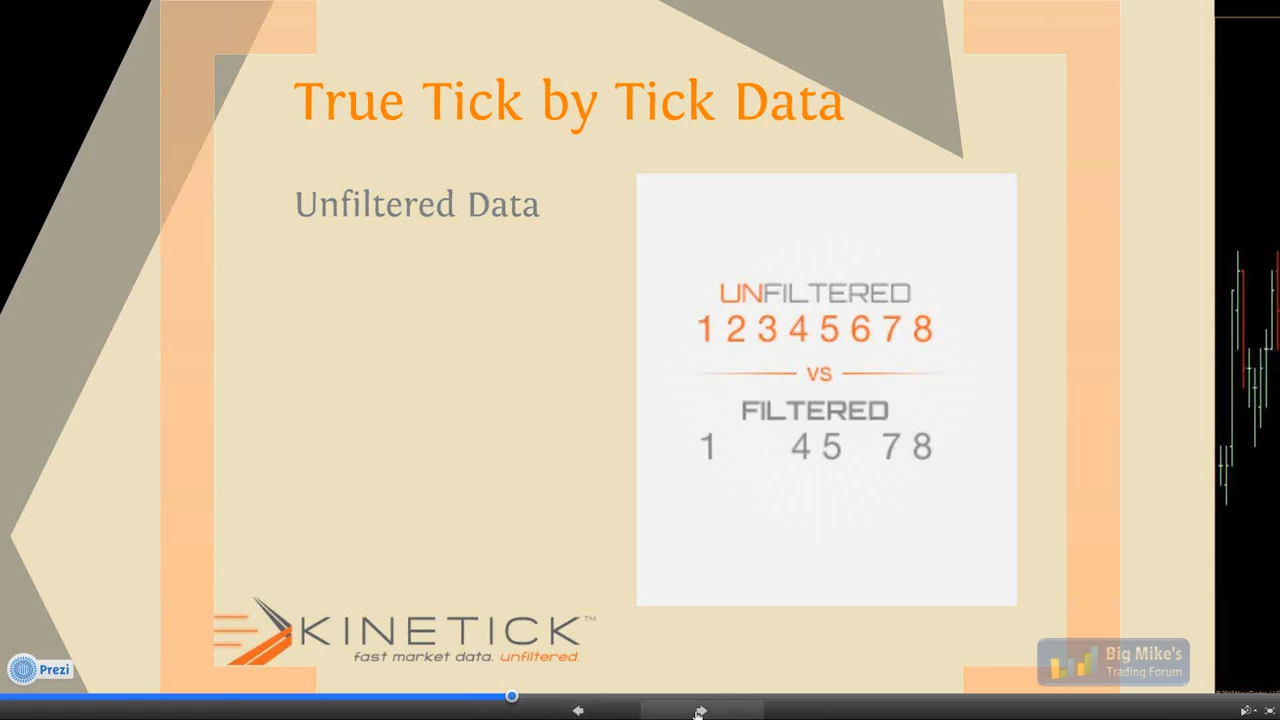 True Tick by Tick Data
Unfiltered Data
UNFILTERED
1 2 3 4 5 6 7 8
VS
FILTERED
1 4 5 7 8
KINETICK™
fast market data. unfiltered.
Prezi
Big Mike's
Trading Forum